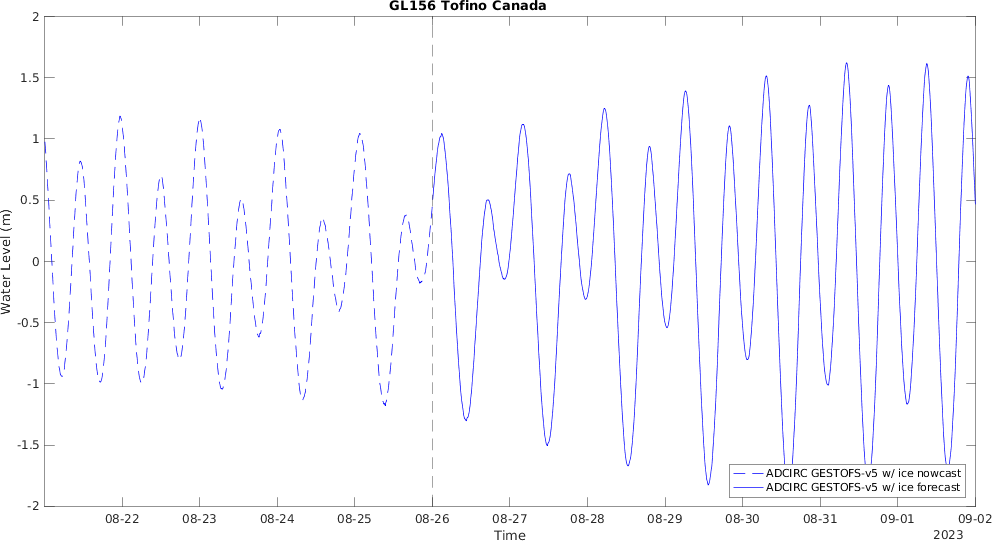 GL156 Tofino Canada
Water Level (m)
2
1.5
1
0.5
0
-0.5
-1
-1.5
-2
ADCIRC GESTOFS-v5 w/ ice nowcast
ADCIRC GESTOFS-v5 w/ ice forecast
08-22 08-23 08-24 08-25 08-26 08-27 08-28 08-29 08-30 08-31 09-01 09-02
Time
2023